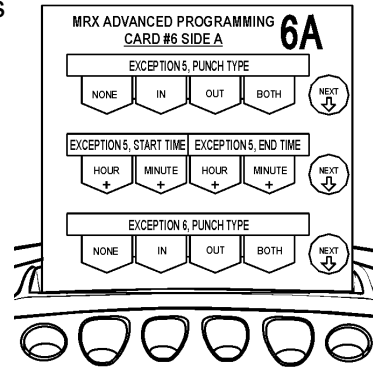 S
MRX ADVANCED PROGRAMMING 6A
CARD #6 SIDE A
EXCEPTION 5, PUNCH TYPE
NONE IN OUT BOTH NEXT
EXCEPTION 5, START TIME EXCEPTION 5, END TIME
HOUR + MINUTE + HOUR + MINUTE + NEXT
EXCEPTION 6, PUNCH TYPE
NONE IN OUT BOTH NEXT